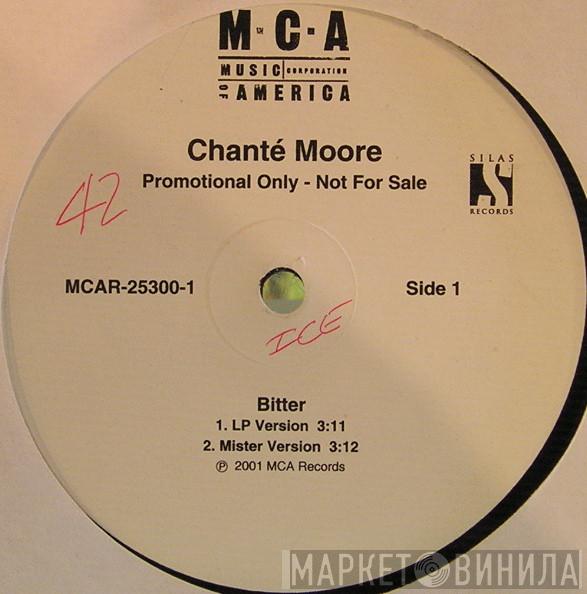 M·C·A
MUSIC CORPORATION
OF AMERICA
Chanté Moore
Promotional Only - Not For Sale
SILAS
S
RECORDS
42
MCAR-25300-1
Side 1
ICE
Bitter
1. LP Version 3:11
2. Mister Version 3:12
℗ 2001 MCA Records
МАРКЕТ ВИНИЛА